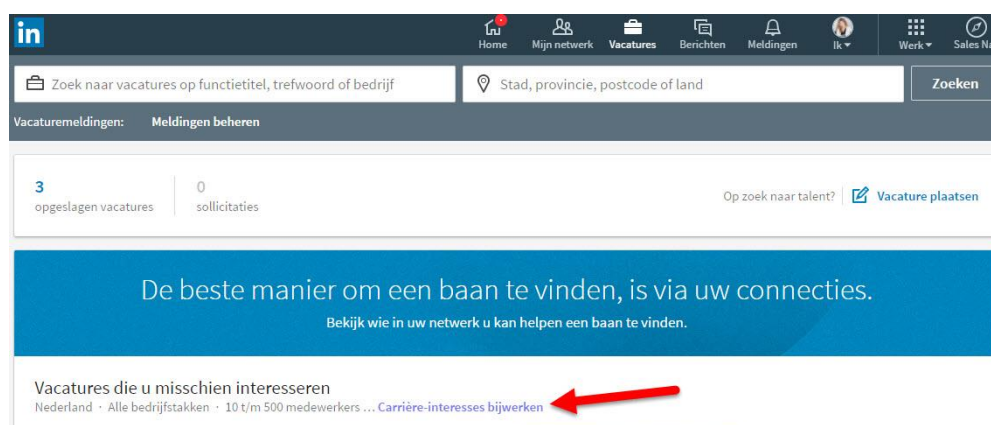 in
Home Mijn netwerk Vacatures Berichten Meldingen Ik Werk Sales
Zoek naar vacatures op functietitel, trefwoord of bedrijf Stad, provincie, postcode of land Zoeken
Vacaturemeldingen: Meldingen beheren
3 0
opgeslagen vacatures sollicitaties Op zoek naar talent? Vacature plaatsen
De beste manier om een baan te vinden, is via uw connecties.
Bekijk wie in uw netwerk u kan helpen een baan te vinden.
Vacatures die u misschien interesseren
Nederland · Alle bedrijfstakken · 10 t/m 500 medewerkers ... Carrière-interesses bijwerken